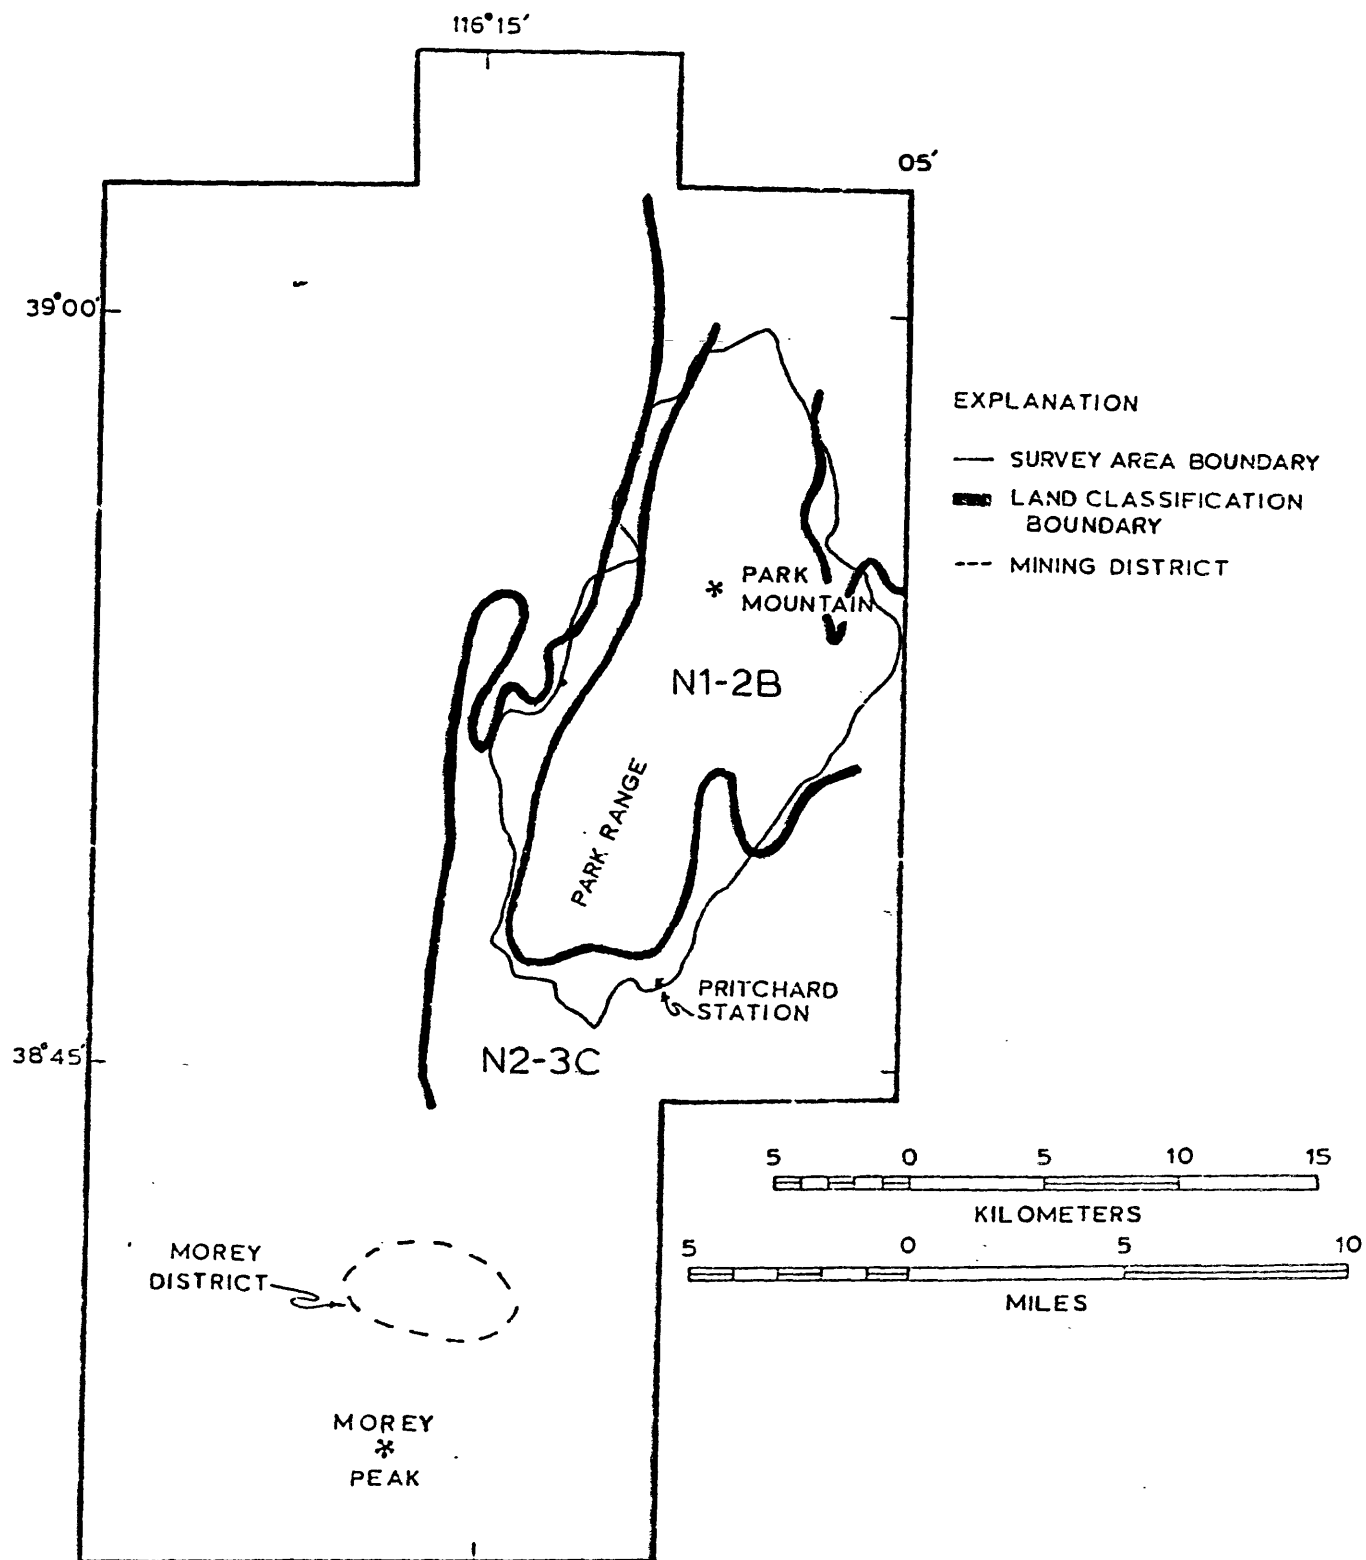 116°15'
05'
39°00'
EXPLANATION
SURVEY AREA BOUNDARY
LAND CLASSIFICATION
BOUNDARY
MINING DISTRICT
PARK
MOUNTAIN
N1-2B
PARK RANGE
PRITCHARD
STATION
38°45'
N2-3C
5 0 5 10 15
KILOMETERS
5 0 5 10
MILES
MOREY
DISTRICT
MOREY
PEAK